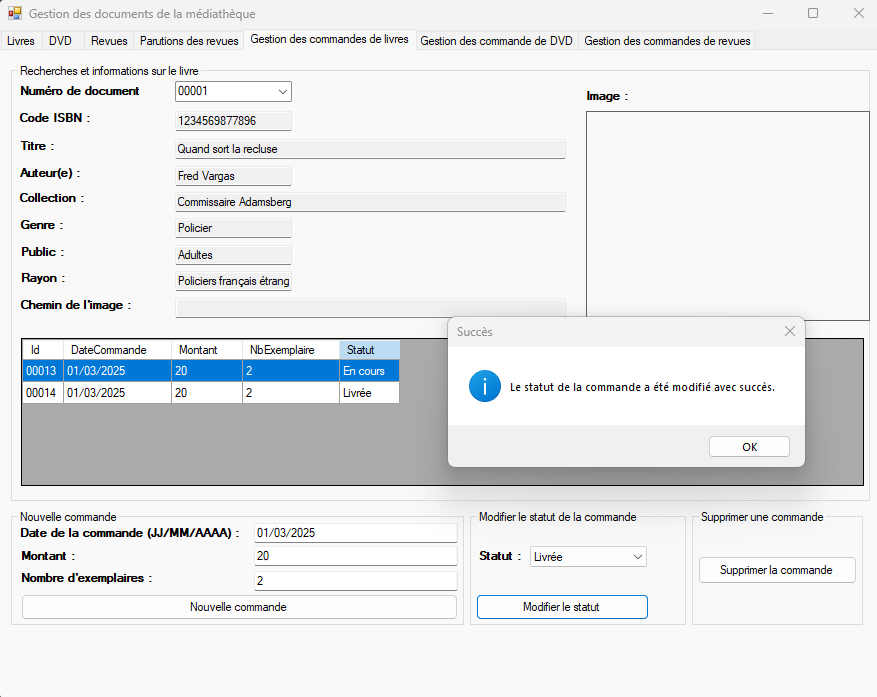 Gestion des documents de la médiathèque
Livres DVD Revues Parutions des revues Gestion des commandes de livres Gestion des commande de DVD Gestion des commandes de revues
Recherches et informations sur le livre
Numéro de document 00001
Image :
Code ISBN : 1234569877896
Titre : Quand sort la recluse
Auteur(e) : Fred Vargas
Collection : Commissaire Adamsberg
Genre : Policier
Public : Adultes
Rayon : Policiers français étrang
Chemin de l'image :
Id DateCommande Montant NbExemplaire Statut
00013 01/03/2025 20 2 En cours
00014 01/03/2025 20 2 Livrée
Succès
Le statut de la commande a été modifié avec succès.
OK
Nouvelle commande
Date de la commande (JJ/MM/AAAA) : 01/03/2025
Montant : 20
Nombre d'exemplaires : 2
Nouvelle commande
Modifier le statut de la commande
Statut : Livrée
Modifier le statut
Supprimer une commande
Supprimer la commande